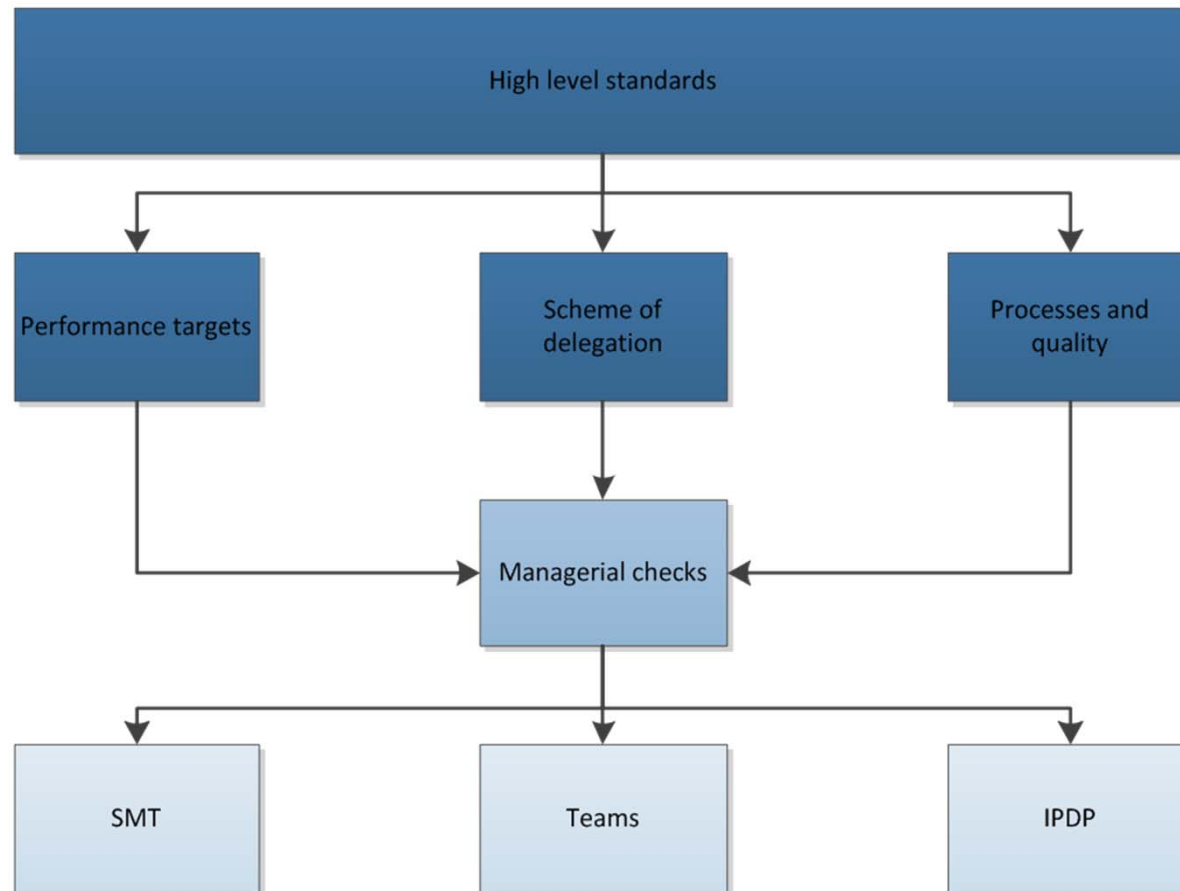 High level standards
Performance targets
Scheme of
delegation
Processes and
quality
Managerial checks
SMT
Teams
IPDP